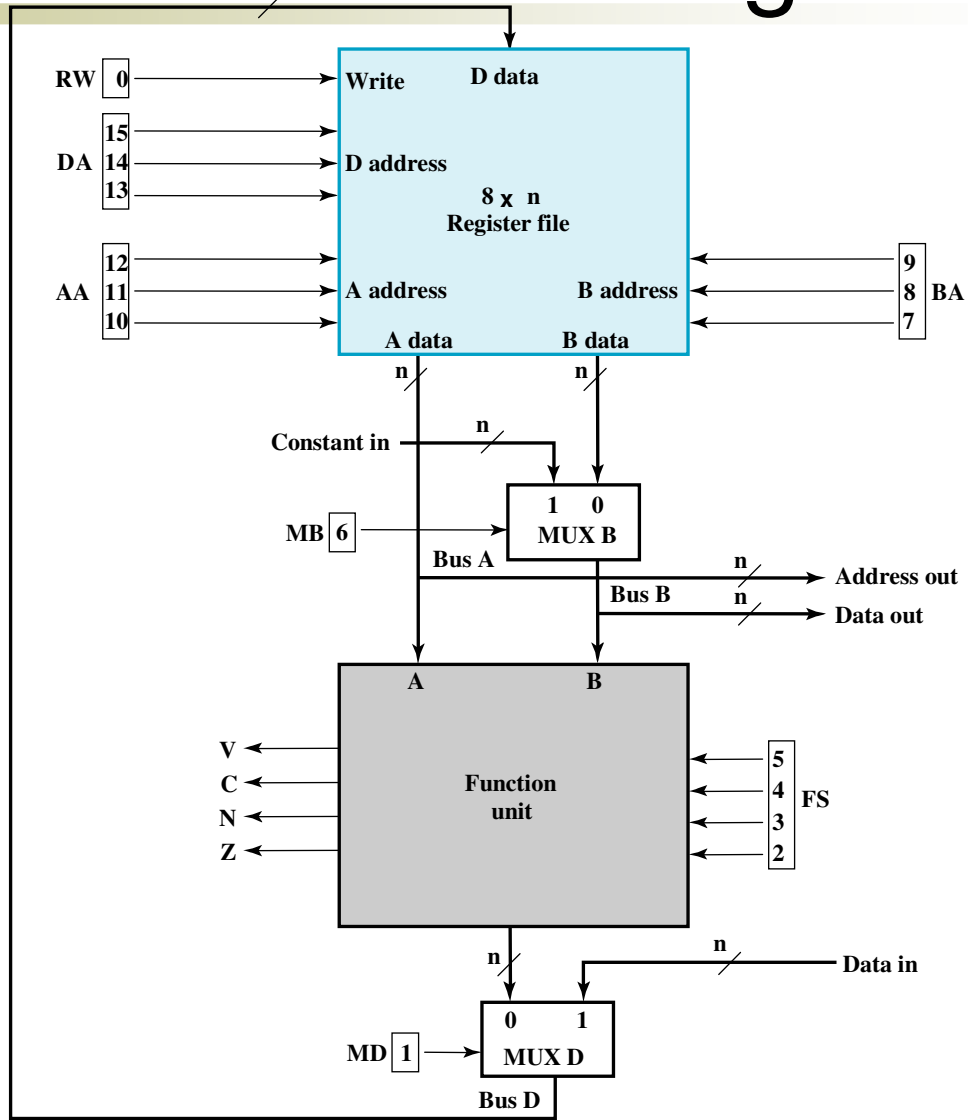 g
RW 0
Write
D data
15
DA 14
13
D address
8 x n
Register file
12
AA 11
10
A address
B address
9
8 BA
7
A data
B data
n
n
Constant in
n
1 0
MUX B
MB 6
Bus A
n
Address out
Bus B
n
Data out
A
B
V
C
N
Z
Function
unit
5
4
3
2
FS
n
n
Data in
0 1
MUX D
MD 1
Bus D